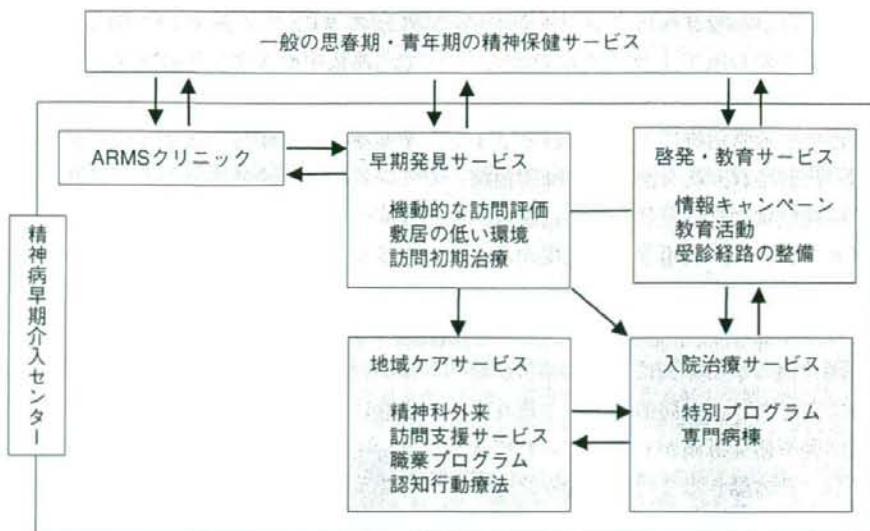 一般の思春期・青年期の精神保健サービス
ARMSクリニック
早期発見サービス
機動的な訪問評価
敷居の低い環境
訪問初期治療
啓発・教育サービス
情報キャンペーン
教育活動
受診経路の整備
精神病早期介入センター
地域ケアサービス
精神科外来
訪問支援サービス
職業プログラム
認知行動療法
入院治療サービス
特別プログラム
専門病棟